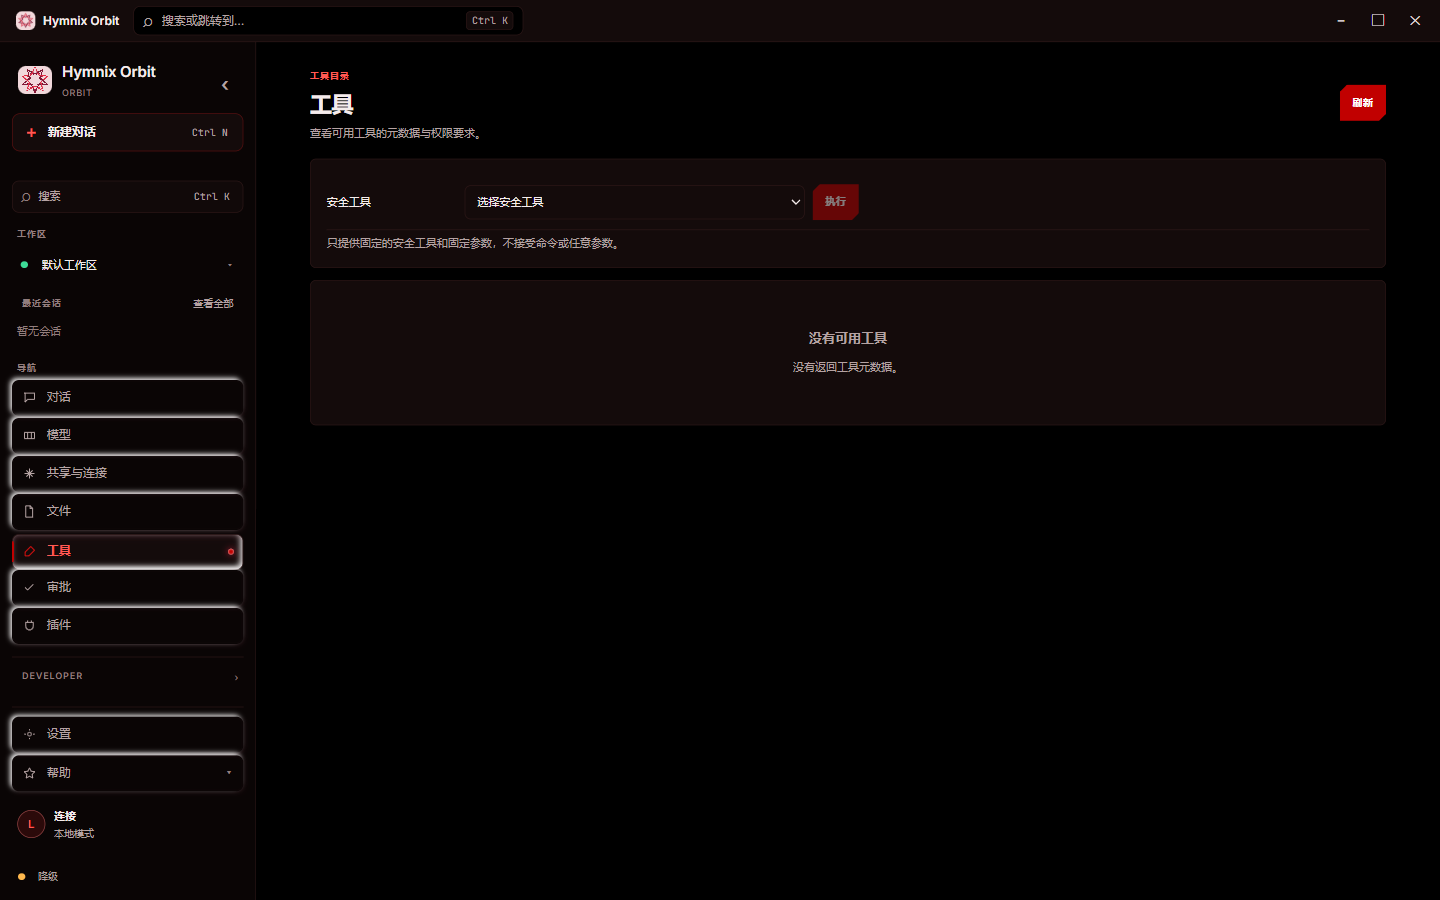 Hymnix Orbit
搜索或跳转到...
Ctrl K
Hymnix Orbit
ORBIT
新建对话
Ctrl N
搜索
Ctrl K
工作区
默认工作区
最近会话
查看全部
暂无会话
导航
对话
模型
共享与连接
文件
工具
审批
插件
DEVELOPER
设置
帮助
L
连接
本地模式
降级
工具目录
工具
查看可用工具的元数据与权限要求。
刷新
安全工具
选择安全工具
执行
只提供固定的安全工具和固定参数，不接受命令或任意参数。
没有可用工具
没有返回工具元数据。